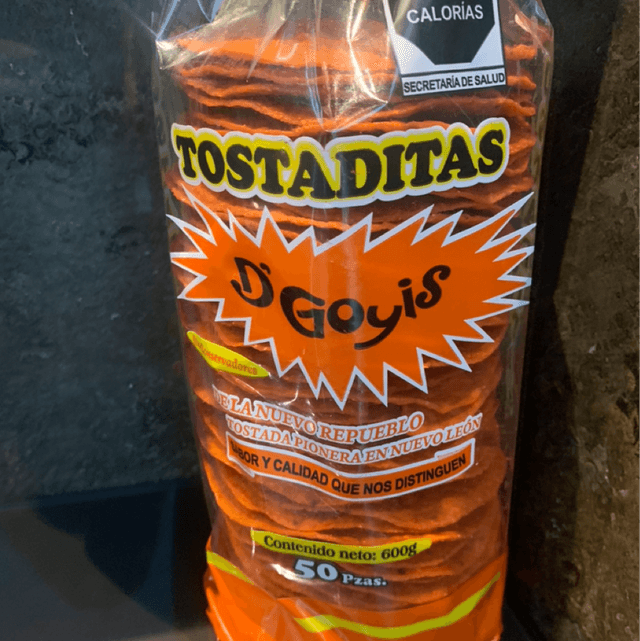 CALORÍAS
SECRETARÍA DE SALUD
TOSTADITAS
D' Goyis
DE LA NUEVO REPUEBLO
TOSTADA PIONERA EN NUEVO LEÓN
SABOR Y CALIDAD QUE NOS DISTINGUEN
Contenido neto: 600g
50 Pzas.